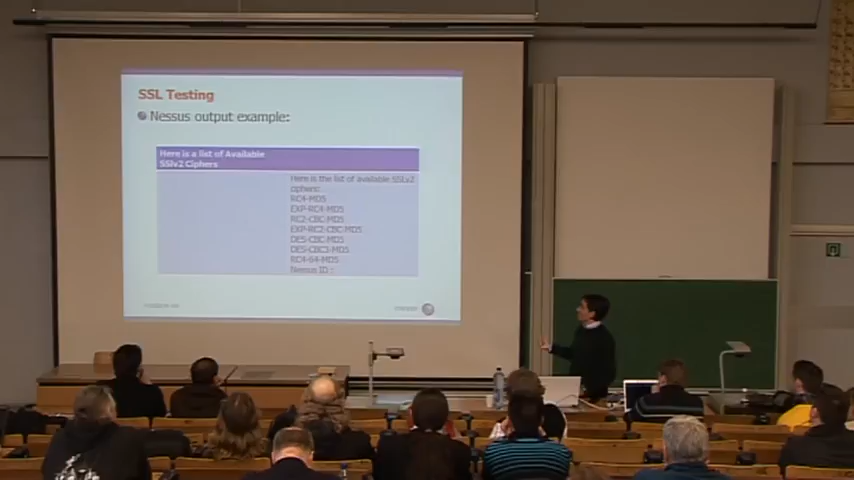 SSL Testing
Nessus output example:
Here is a list of Available
SSlv2 Ciphers
Here is the list of available SSLv2
ciphers:
RC4-MD5
EXP-RC4-MD5
RC2-CBC-MD5
EXP-RC2-CBC-MD5
DES-CBC-MD5
DES-CBC3-MD5
RC4-64-MD5
Nessus ID :